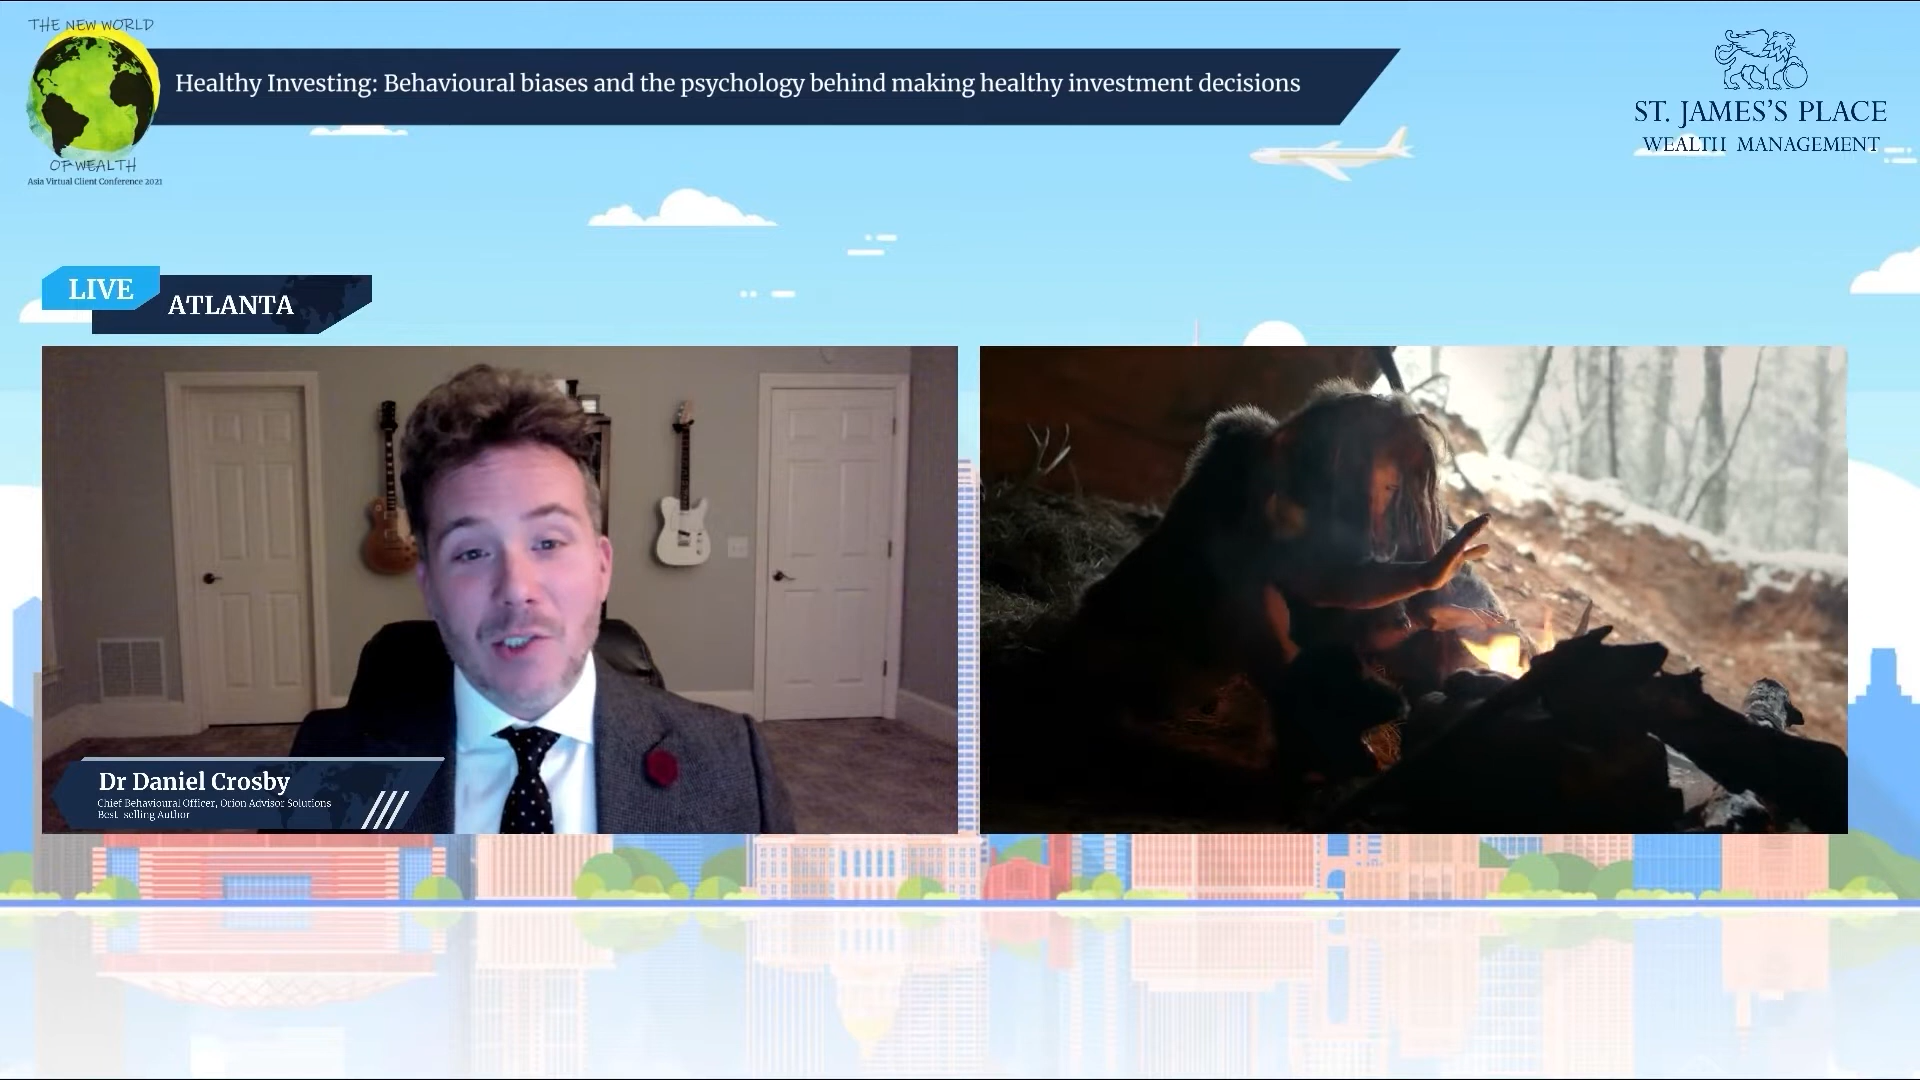 THE NEW WORLD
OF WEALTH
Asia Virtual Client Conference 2021
Healthy Investing: Behavioural biases and the psychology behind making healthy investment decisions
ST. JAMES'S PLACE
WEALTH MANAGEMENT
LIVE
ATLANTA
Dr Daniel Crosby
Chief Behavioural Officer, Orion Advisor Solutions
Best-selling Author